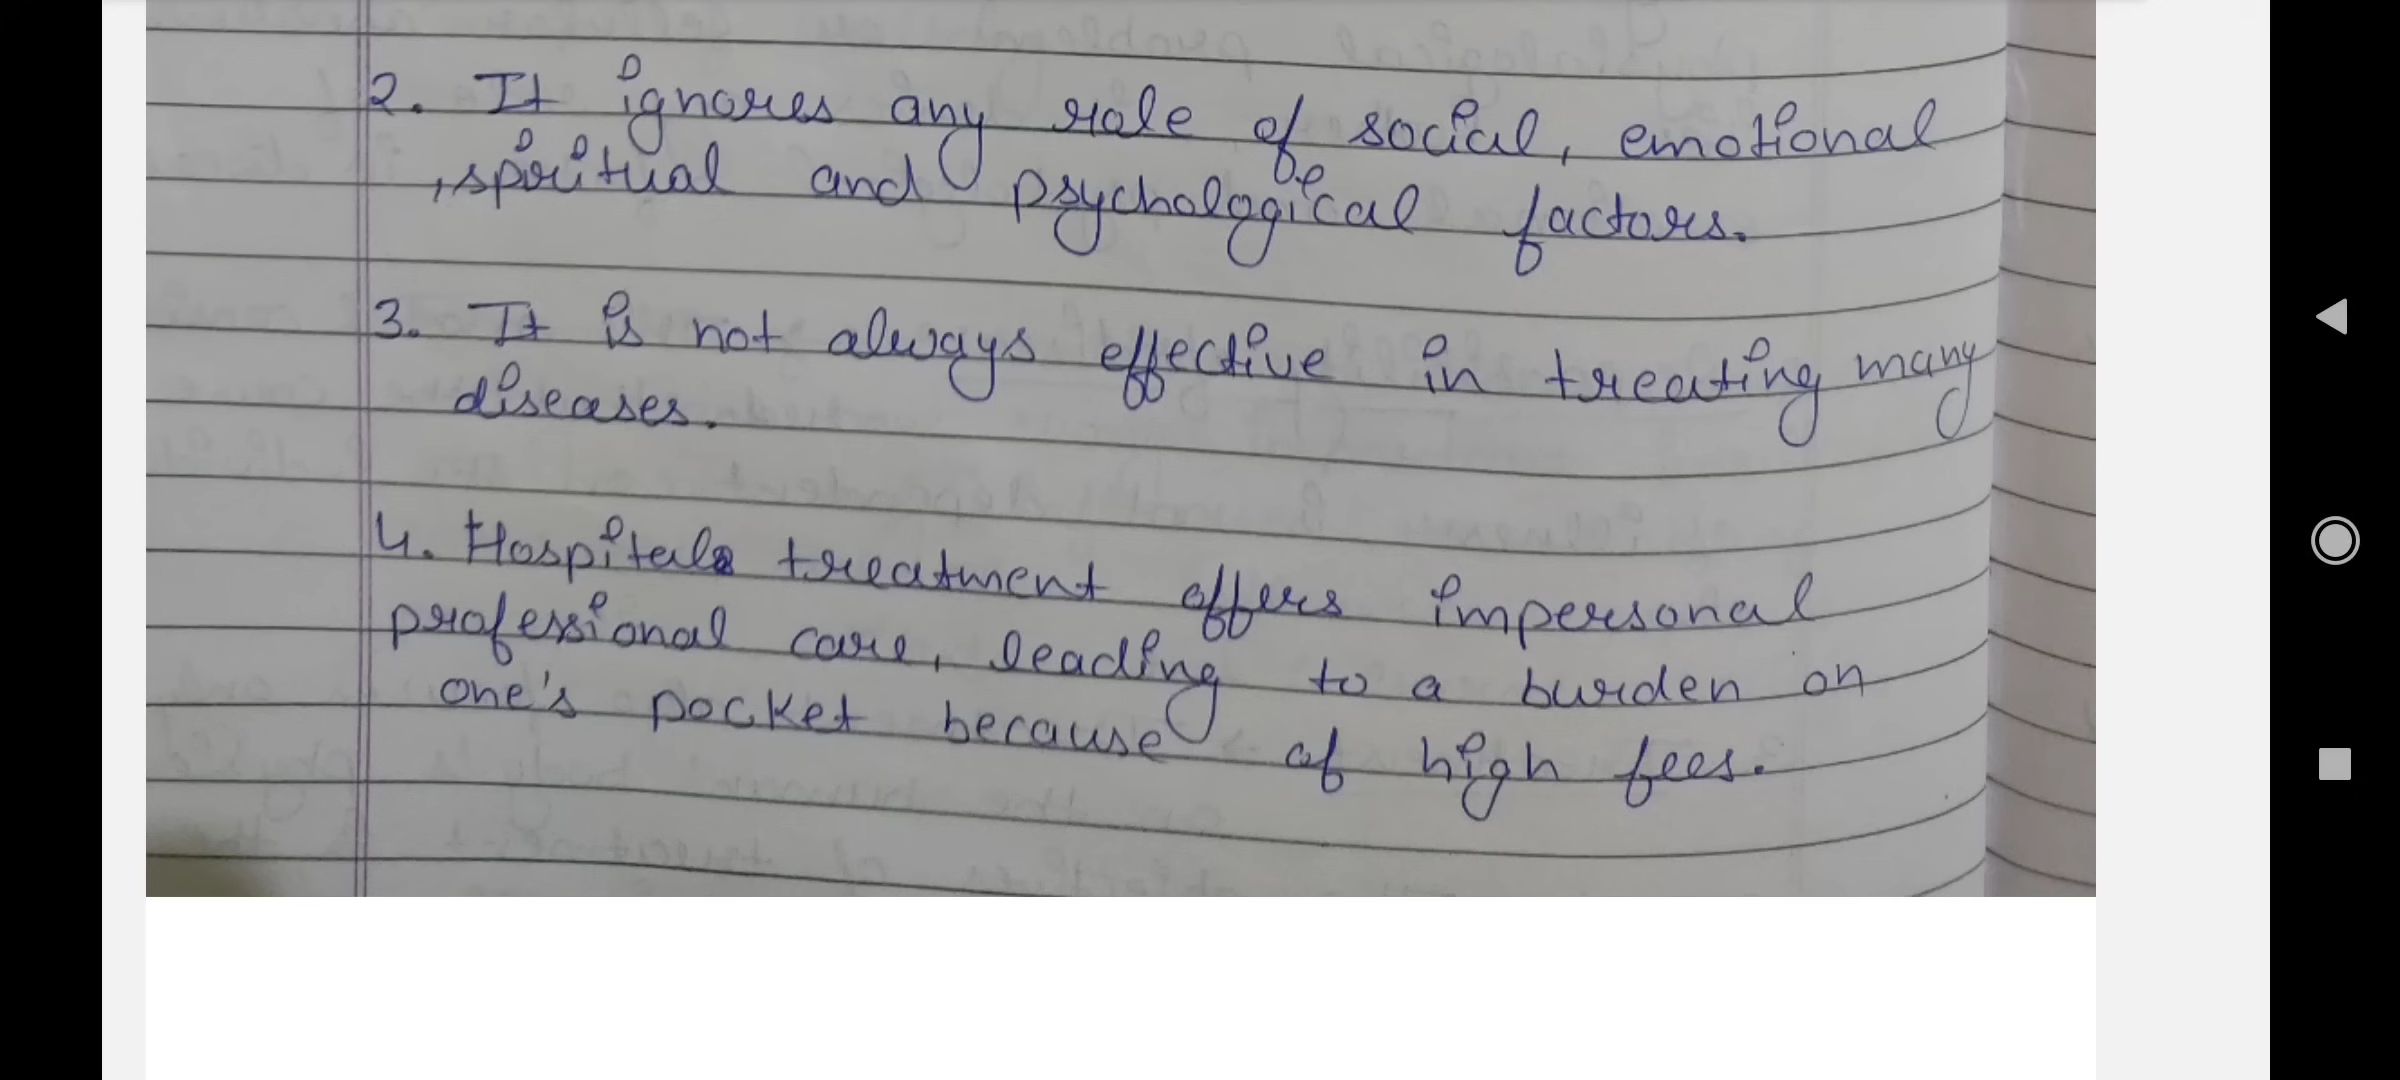 2. It ignores any role of social, emotional
, spiritual and psychological factors.
3. It is not always effective in treating many
diseases.
4. Hospitals treatment offers impersonal
professional care, leading to a burden on
one's pocket because of high fees.